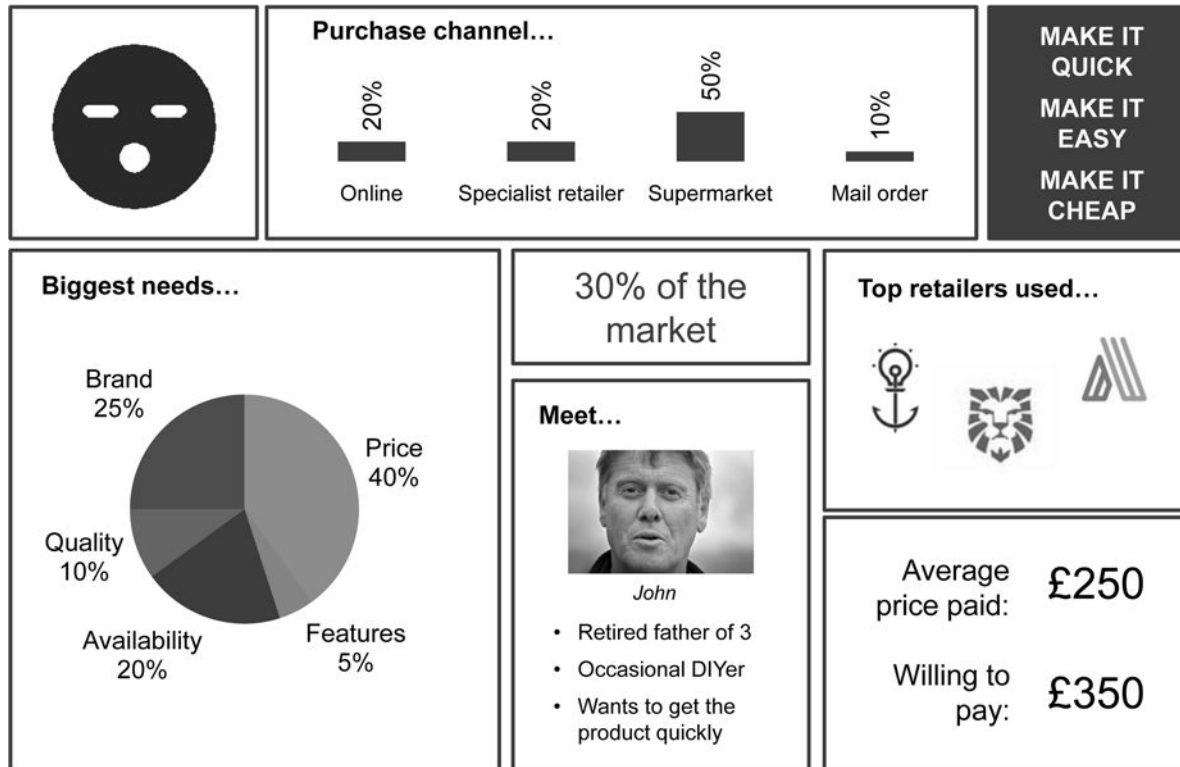 Purchase channel...
20%
20%
50%
10%
Online
Specialist retailer
Supermarket
Mail order
MAKE IT
QUICK
MAKE IT
EASY
MAKE IT
CHEAP
Biggest needs...
Brand
25%
Price
40%
Quality
10%
Availability
20%
Features
5%
30% of the
market
Meet...
John
• Retired father of 3
• Occasional DIYer
• Wants to get the
product quickly
Top retailers used...
Average
price paid:
£250
Willing to
pay:
£350